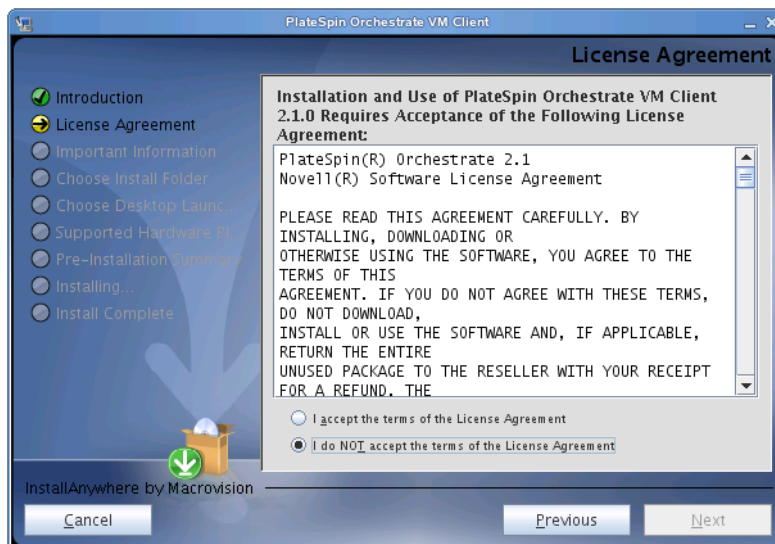 PlateSpin Orchestrate VM Client
License Agreement
Introduction
License Agreement
Important Information
Choose Install Folder
Choose Desktop Launc...
Supported Hardware Pl...
Pre-Installation Summary
Installing...
Install Complete
Installation and Use of PlateSpin Orchestrate VM Client
2.1.0 Requires Acceptance of the Following License
Agreement:
PlateSpin(R) Orchestrate 2.1
Novell(R) Software License Agreement
PLEASE READ THIS AGREEMENT CAREFULLY. BY
INSTALLING, DOWNLOADING OR
OTHERWISE USING THE SOFTWARE, YOU AGREE TO THE
TERMS OF THIS
AGREEMENT. IF YOU DO NOT AGREE WITH THESE TERMS,
DO NOT DOWNLOAD,
INSTALL OR USE THE SOFTWARE AND, IF APPLICABLE,
RETURN THE ENTIRE
UNUSED PACKAGE TO THE RESELLER WITH YOUR RECEIPT
FOR A REFUND. THE
I accept the terms of the License Agreement
I do NOT accept the terms of the License Agreement
InstallAnywhere by Macrovision
Cancel
Previous
Next